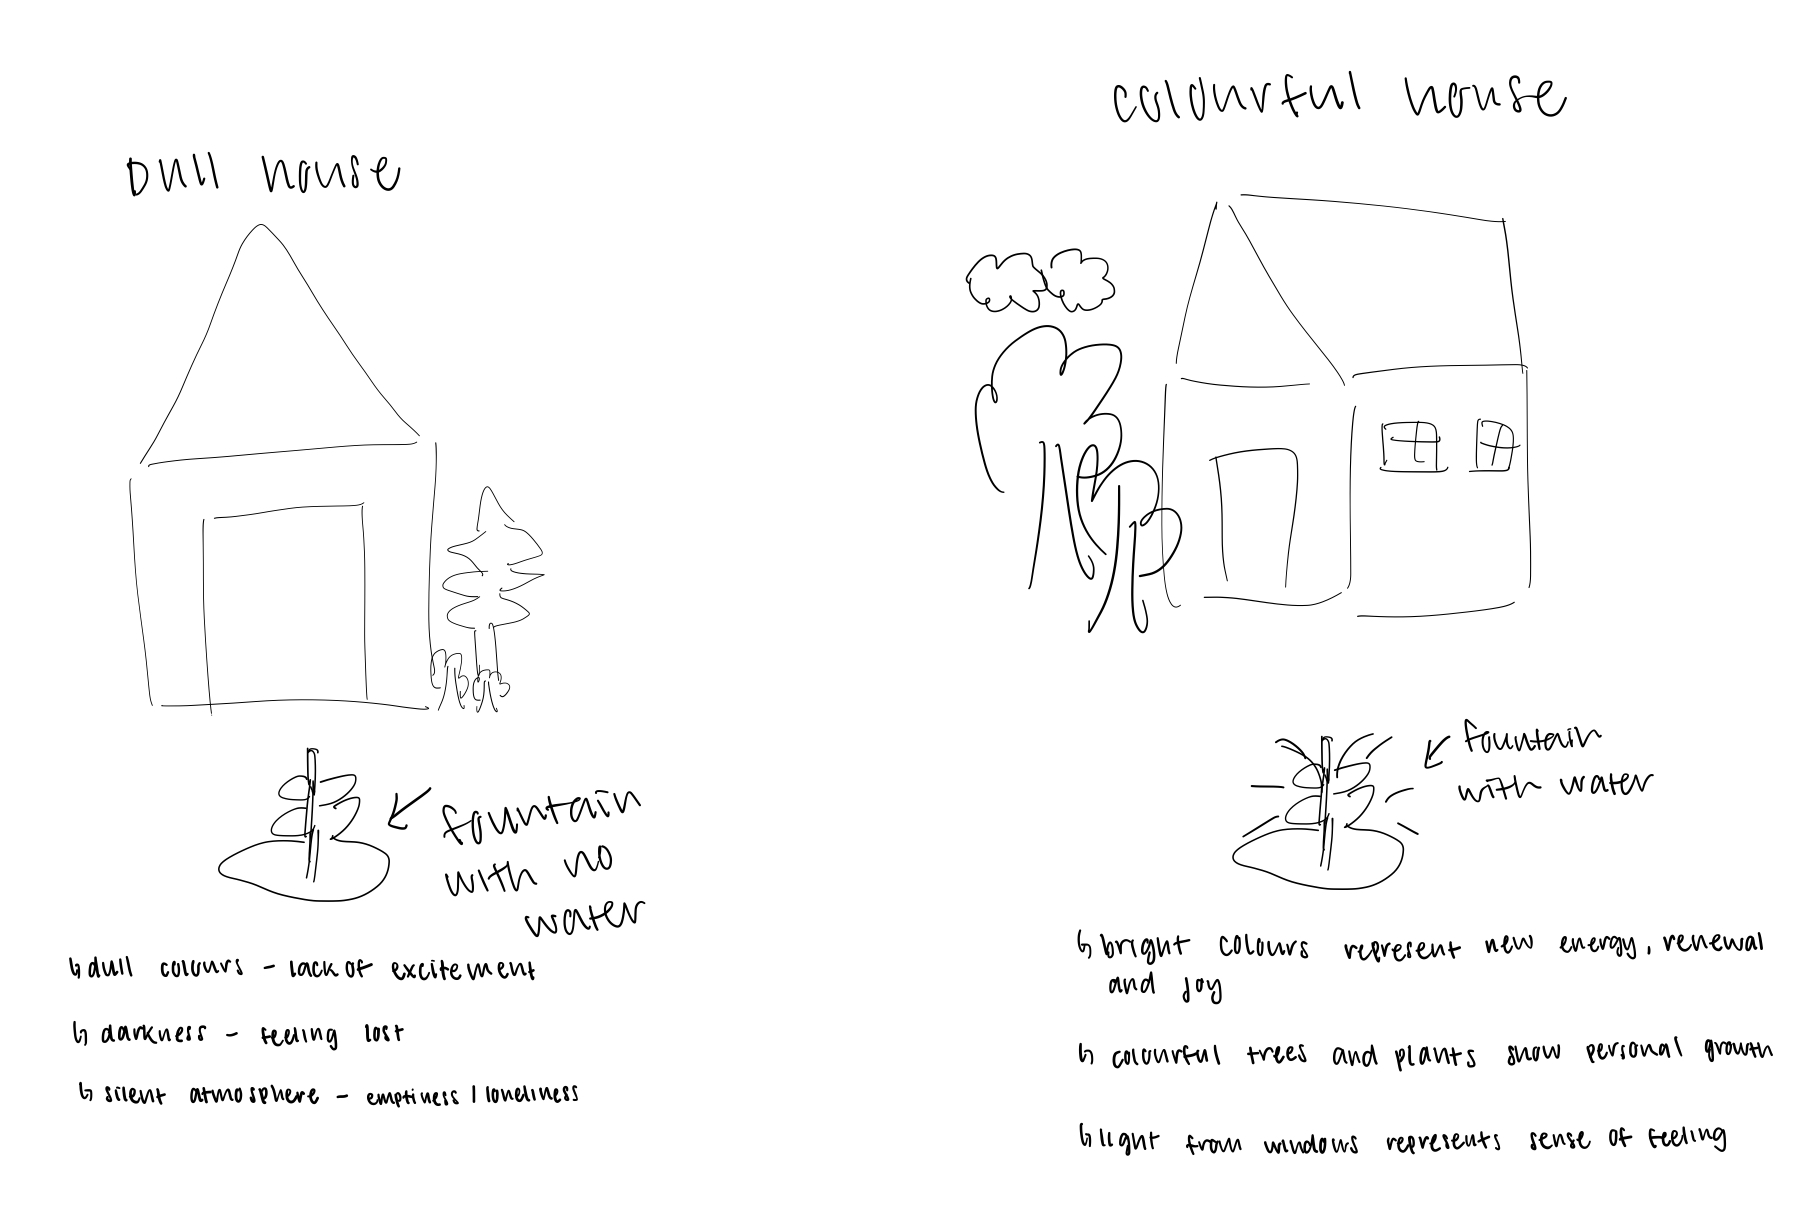 Dull house
fountain
with no
water
dull colours - lack of excitement
darkness - feeling lost
silent atmosphere - emptiness / loneliness
colourful house
fountain
with water
bright colours represent new energy, renewal
and joy
colourful trees and plants show personal growth
light from windows represents sense of feeling